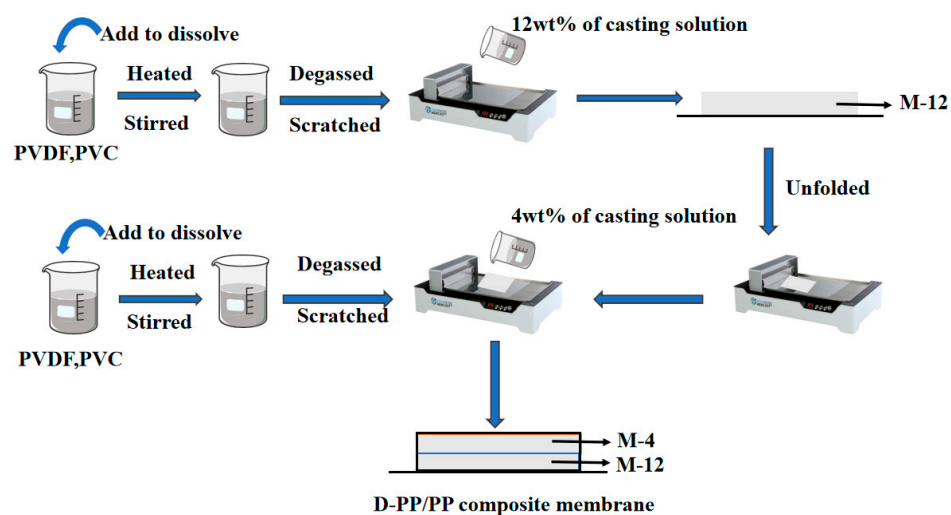 Add to dissolve
12wt% of casting solution
Heated
Degassed
Stirred
Scratched
M-12
PVDF,PVC
Unfolded
4wt% of casting solution
Add to dissolve
Heated
Degassed
Stirred
Scratched
PVDF,PVC
M-4
M-12
D-PP/PP composite membrane